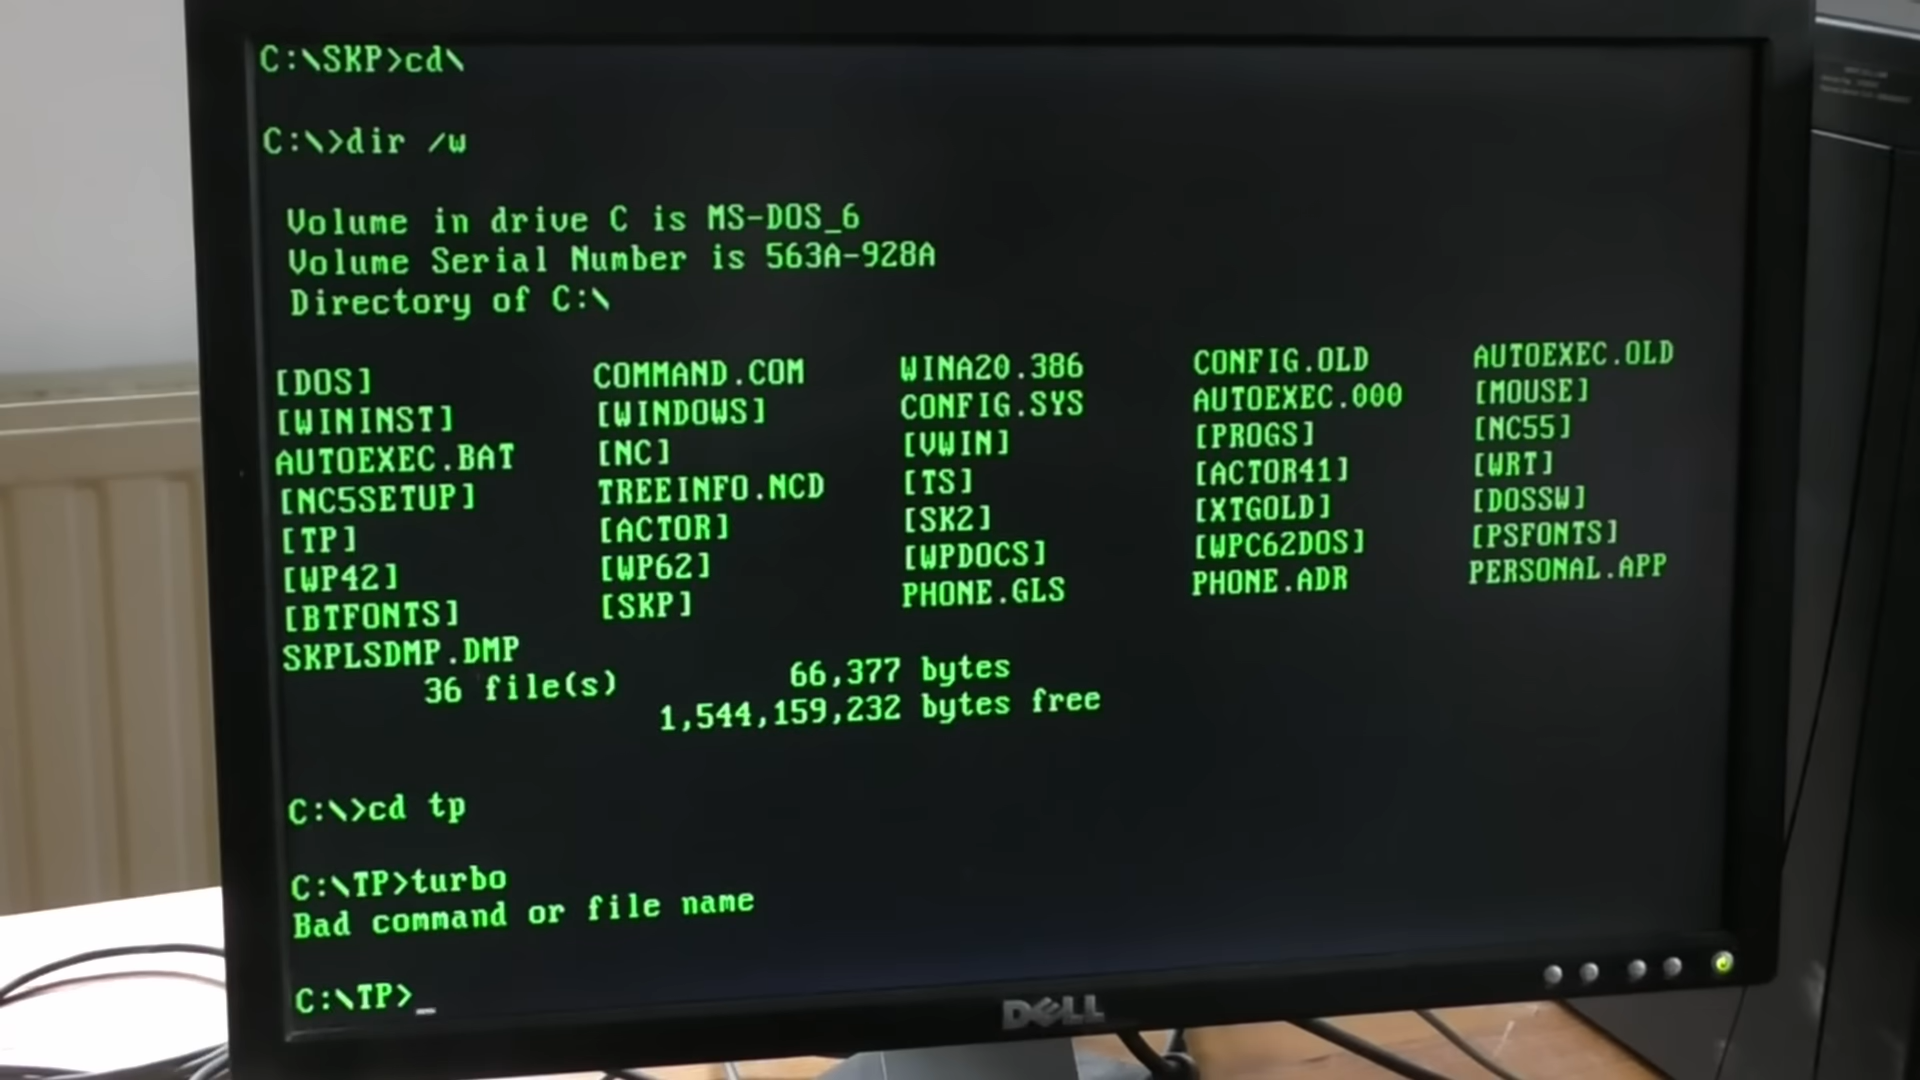 C:\SKP>cd\
C:\>dir /w
Volume in drive C is MS-DOS_6
Volume Serial Number is 563A-928A
Directory of C:\
[DOS] COMMAND.COM WINA20.386 CONFIG.OLD AUTOEXEC.OLD
[WININST] [WINDOWS] CONFIG.SYS AUTOEXEC.000 [MOUSE]
AUTOEXEC.BAT [NC] [VWIN] [PROGS] [NC55]
[NC5SETUP] TREEINFO.NCD [TS] [ACTOR41] [WRT]
[TP] [ACTOR] [SK2] [XTGOLD] [DOSSW]
[WP42] [WP62] [WPDOCS] [WPC62DOS] [PSFONTS]
[BTFONTS] [SKP] PHONE.GLS PHONE.ADR PERSONAL.APP
SKPLSDMP.DMP
36 file(s) 66,377 bytes
1,544,159,232 bytes free
C:\>cd tp
C:\TP>turbo
Bad command or file name
C:\TP>_
DELL